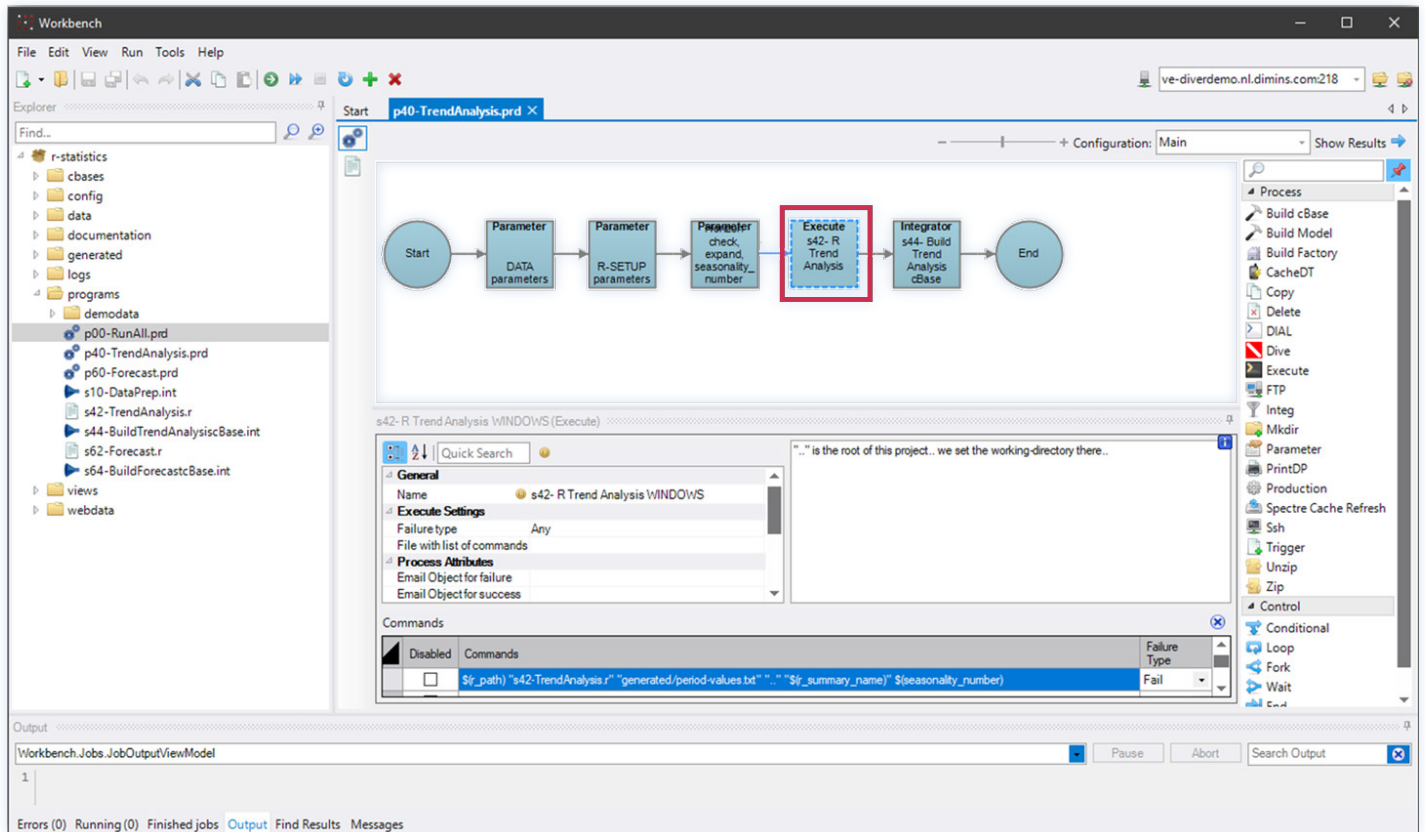 Workbench
File Edit View Run Tools Help
ve-diverdemo.nl.dimins.com:218
Explorer
Find...
r-statistics
cbases
config
data
documentation
generated
logs
programs
demodata
p00-RunAll.prd
p40-TrendAnalysis.prd
p60-Forecast.prd
s10-DataPrep.int
s42-TrendAnalysis.r
s44-BuildTrendAnalysiscBase.int
s62-Forecast.r
s64-BuildForecastcBase.int
views
webdata
Start p40-TrendAnalysis.prd
Configuration: Main Show Results
Start
Parameter
DATA
parameters
Parameter
R-SETUP
parameters
Parameter
check,
expand,
seasonality_
number
Execute
s42- R
Trend
Analysis
Integrator
s44- Build
Trend
Analysis
cBase
End
Process
Build cBase
Build Model
Build Factory
CacheDT
Copy
Delete
DIAL
Dive
Execute
FTP
Integ
Mkdir
Parameter
PrintDP
Production
Spectre Cache Refresh
Ssh
Trigger
Unzip
Zip
Control
Conditional
Loop
Fork
Wait
End
s42- R Trend Analysis WINDOWS (Execute)
Quick Search
General
Name s42- R Trend Analysis WINDOWS
Execute Settings
Failure type Any
File with list of commands
Process Attributes
Email Object for failure
Email Object for success
".." is the root of this project.. we set the working-directory there..
Commands
Disabled Commands Failure
Type
$(r_path) "s42-TrendAnalysis.r" "generated/period-values.txt" ".." "$(r_summary_name)" $(seasonality_number) Fail
Output
Workbench.Jobs.JobOutputViewModel Pause Abort Search Output
1
Errors (0) Running (0) Finished jobs Output Find Results Messages